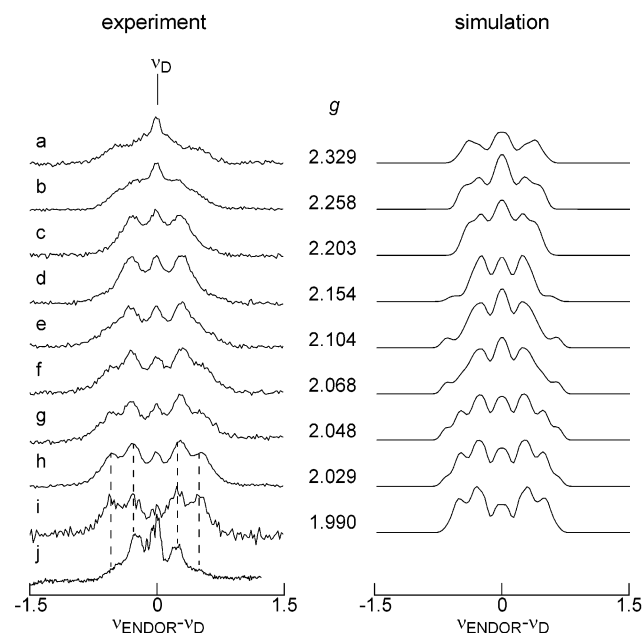 experiment simulation
νD
g
a 2.329
b 2.258
c 2.203
d 2.154
e 2.104
f 2.068
g 2.048
h 2.029
i 1.990
j
-1.5 0 1.5 -1.5 0 1.5
νENDOR-νD νENDOR-νD